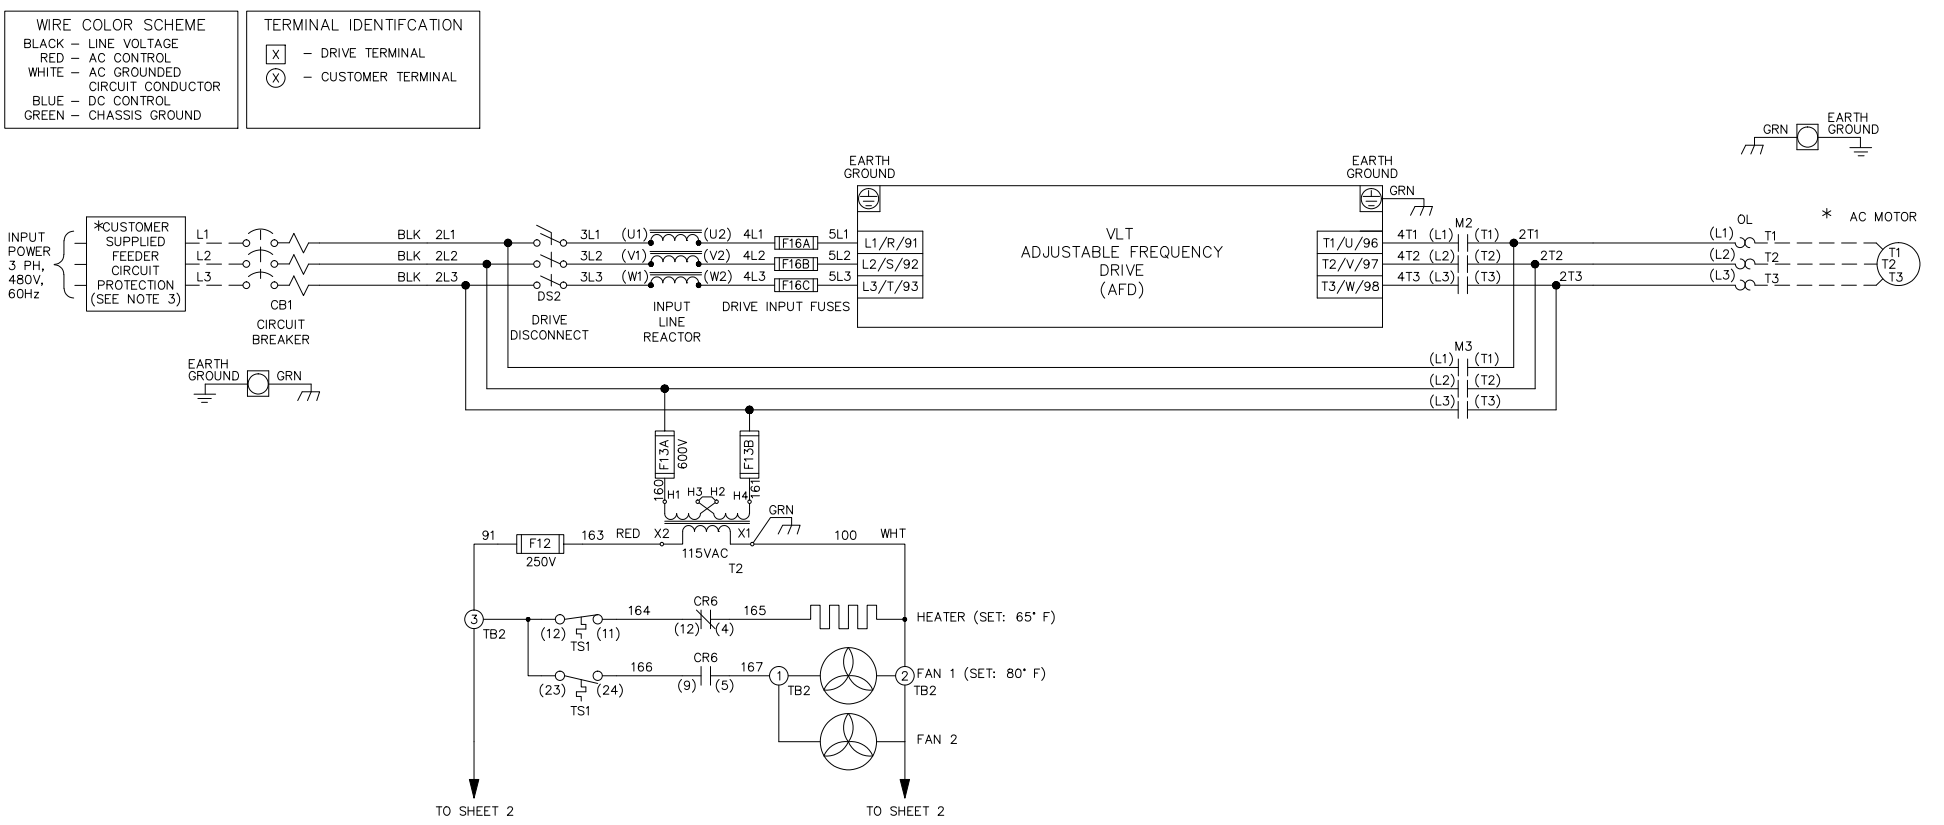 WIRE COLOR SCHEME
BLACK – LINE VOLTAGE
RED – AC CONTROL
WHITE – AC GROUNDED
CIRCUIT CONDUCTOR
BLUE – DC CONTROL
GREEN – CHASSIS GROUND
TERMINAL IDENTIFCATION
X – DRIVE TERMINAL
X – CUSTOMER TERMINAL
GRN
EARTH
GROUND
EARTH
GROUND
EARTH
GROUND
GRN
INPUT
POWER
3 PH,
480V,
60Hz
*CUSTOMER
SUPPLIED
FEEDER
CIRCUIT
PROTECTION
(SEE NOTE 3)
L1
L2
L3
CB1
CIRCUIT
BREAKER
BLK 2L1
BLK 2L2
BLK 2L3
DS2
DRIVE
DISCONNECT
3L1 (U1) (U2) 4L1 F16A 5L1 L1/R/91
3L2 (V1) (V2) 4L2 F16B 5L2 L2/S/92
3L3 (W1) (W2) 4L3 F16C 5L3 L3/T/93
INPUT
LINE
REACTOR
DRIVE INPUT FUSES
VLT
ADJUSTABLE FREQUENCY
DRIVE
(AFD)
M2
T1/U/96 4T1 (L1) (T1) 2T1
T2/V/97 4T2 (L2) (T2) 2T2
T3/W/98 4T3 (L3) (T3) 2T3
OL
(L1) T1
(L2) T2
(L3) T3
* AC MOTOR
T1
T2
T3
M3
(L1) (T1)
(L2) (T2)
(L3) (T3)
EARTH
GROUND
GRN
F13A
600V
F13B
160
161
H1 H3 H2 H4
GRN
91 F12 163 RED X2 X1 100 WHT
250V
115VAC
T2
3
TB2
(12) (11)
TS1
164
CR6
(12) (4)
165
HEATER (SET: 65° F)
(23) (24)
TS1
166
CR6
(9) (5)
167
1
TB2
2
TB2
FAN 1 (SET: 80° F)
FAN 2
TO SHEET 2
TO SHEET 2